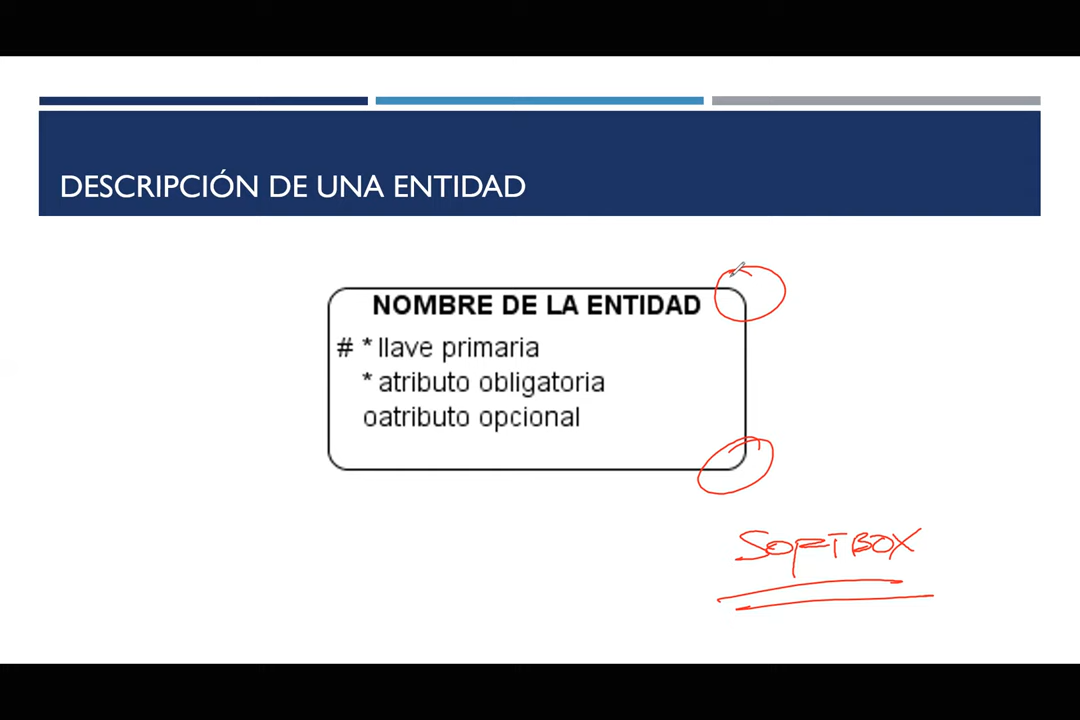 DESCRIPCIÓN DE UNA ENTIDAD
NOMBRE DE LA ENTIDAD
# * llave primaria
* atributo obligatoria
oatributo opcional
SOFTBOX